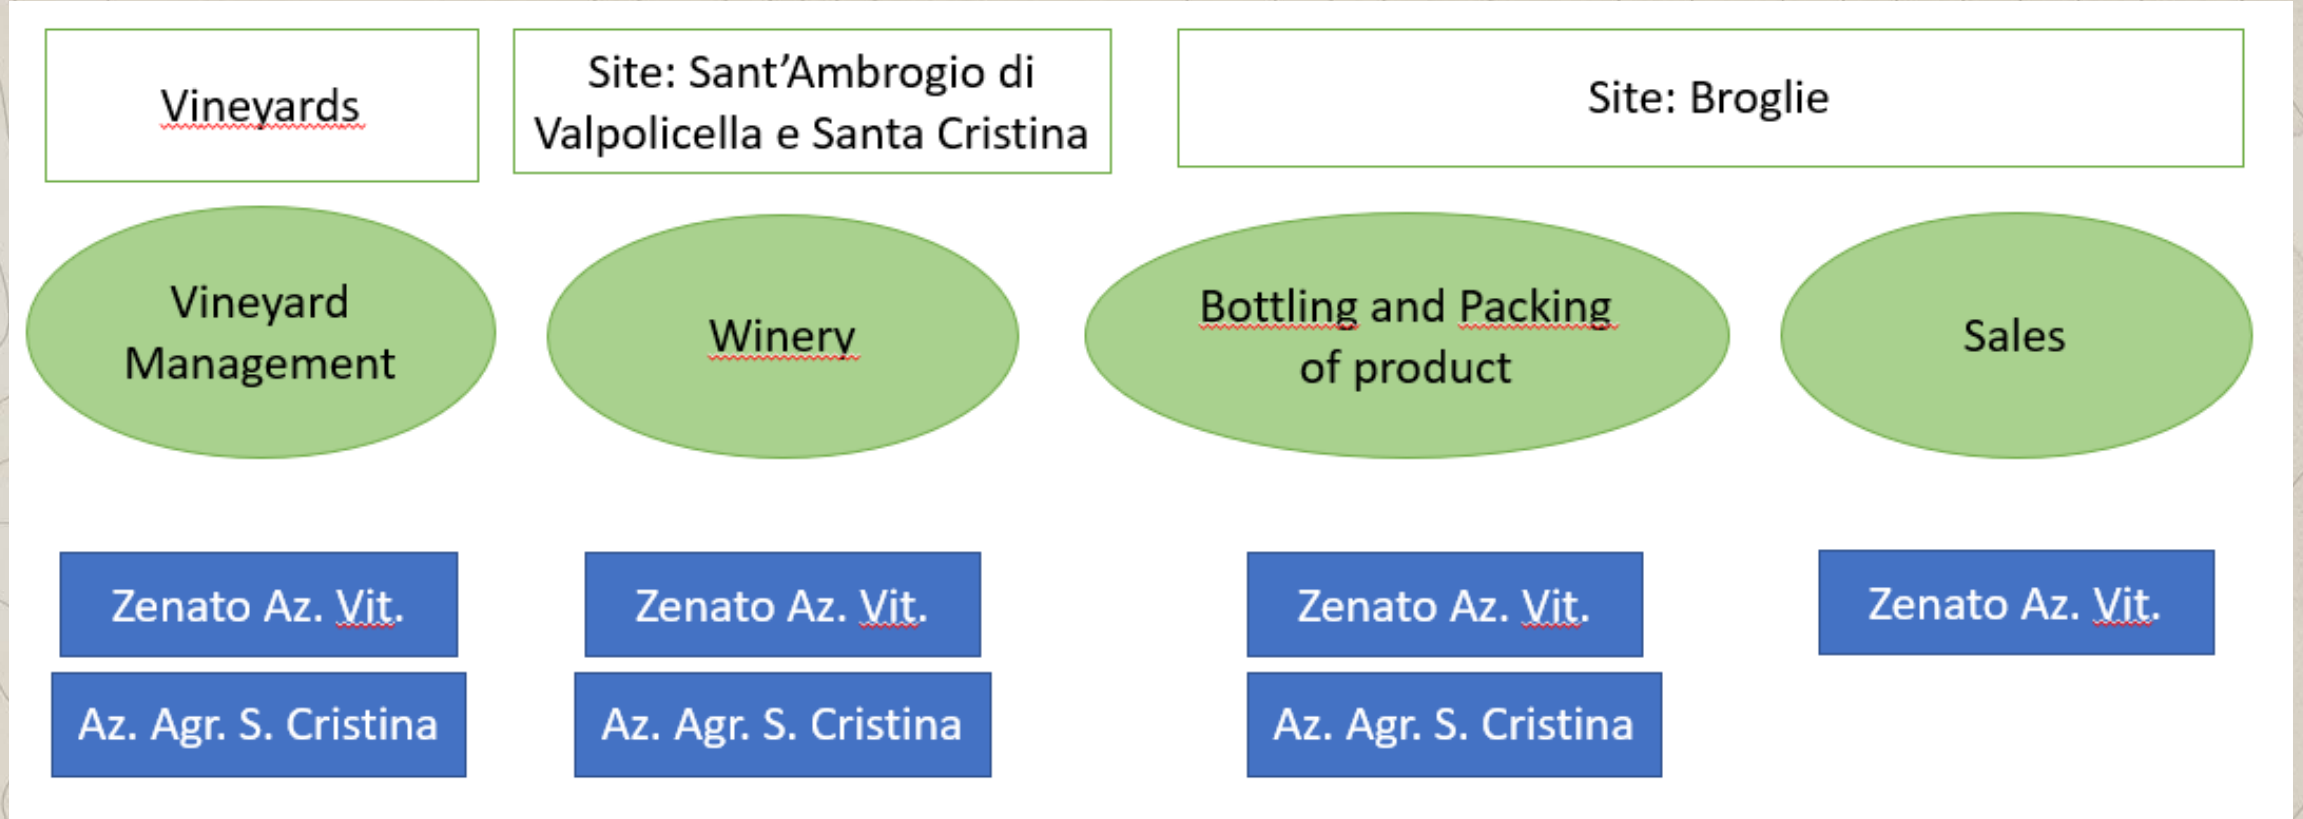 Vineyards
Site: Sant’Ambrogio di
Valpolicella e Santa Cristina
Site: Broglie
Vineyard
Management
Winery
Bottling and Packing
of product
Sales
Zenato Az. Vit.
Zenato Az. Vit.
Zenato Az. Vit.
Zenato Az. Vit.
Az. Agr. S. Cristina
Az. Agr. S. Cristina
Az. Agr. S. Cristina